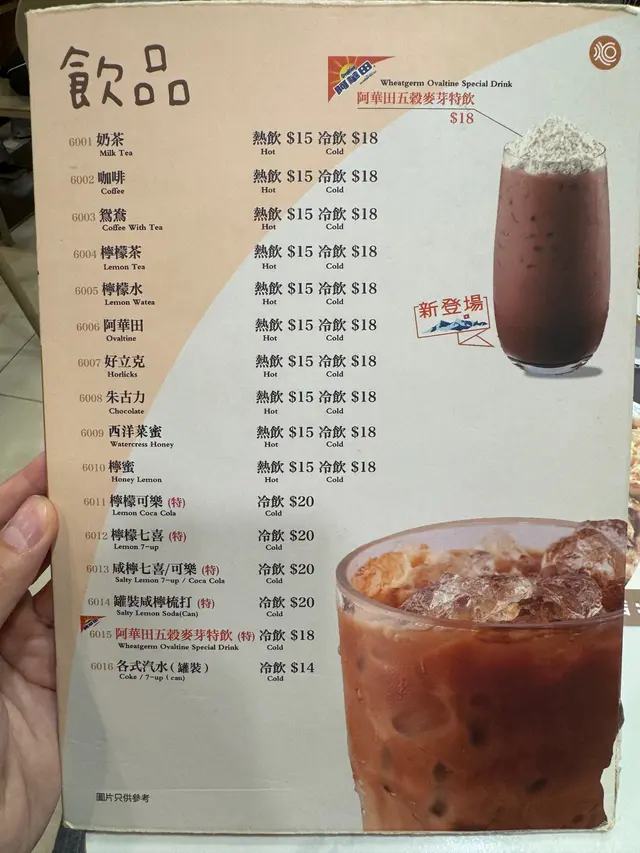 飲品
Ovaltine
阿華田
Wheatgerm Ovaltine Special Drink
阿華田五穀麥芽特飲
$18
6001 奶茶 熱飲 $15 冷飲 $18
Milk Tea Hot Cold
6002 咖啡 熱飲 $15 冷飲 $18
Coffee Hot Cold
6003 鴛鴦 熱飲 $15 冷飲 $18
Coffee With Tea Hot Cold
6004 檸檬茶 熱飲 $15 冷飲 $18
Lemon Tea Hot Cold
6005 檸檬水 熱飲 $15 冷飲 $18
Lemon Watea Hot Cold
新登場
6006 阿華田 熱飲 $15 冷飲 $18
Ovaltine Hot Cold
6007 好立克 熱飲 $15 冷飲 $18
Horlicks Hot Cold
6008 朱古力 熱飲 $15 冷飲 $18
Chocolate Hot Cold
6009 西洋菜蜜 熱飲 $15 冷飲 $18
Watercress Honey Hot Cold
6010 檸蜜 熱飲 $15 冷飲 $18
Honey Lemon Hot Cold
6011 檸檬可樂 (特) 冷飲 $20
Lemon Coca Cola Cold
6012 檸檬七喜 (特) 冷飲 $20
Lemon 7-up Cold
6013 咸檸七喜/可樂 (特) 冷飲 $20
Salty Lemon 7-up / Coca Cola Cold
6014 罐裝咸檸梳打 (特) 冷飲 $20
Salty Lemon Soda(Can) Cold
6015 阿華田五穀麥芽特飲 (特) 冷飲 $18
Wheatgerm Ovaltine Special Drink Cold
6016 各式汽水 ( 罐裝 ) 冷飲 $14
Coke / 7-up ( can ) Cold
圖片只供參考